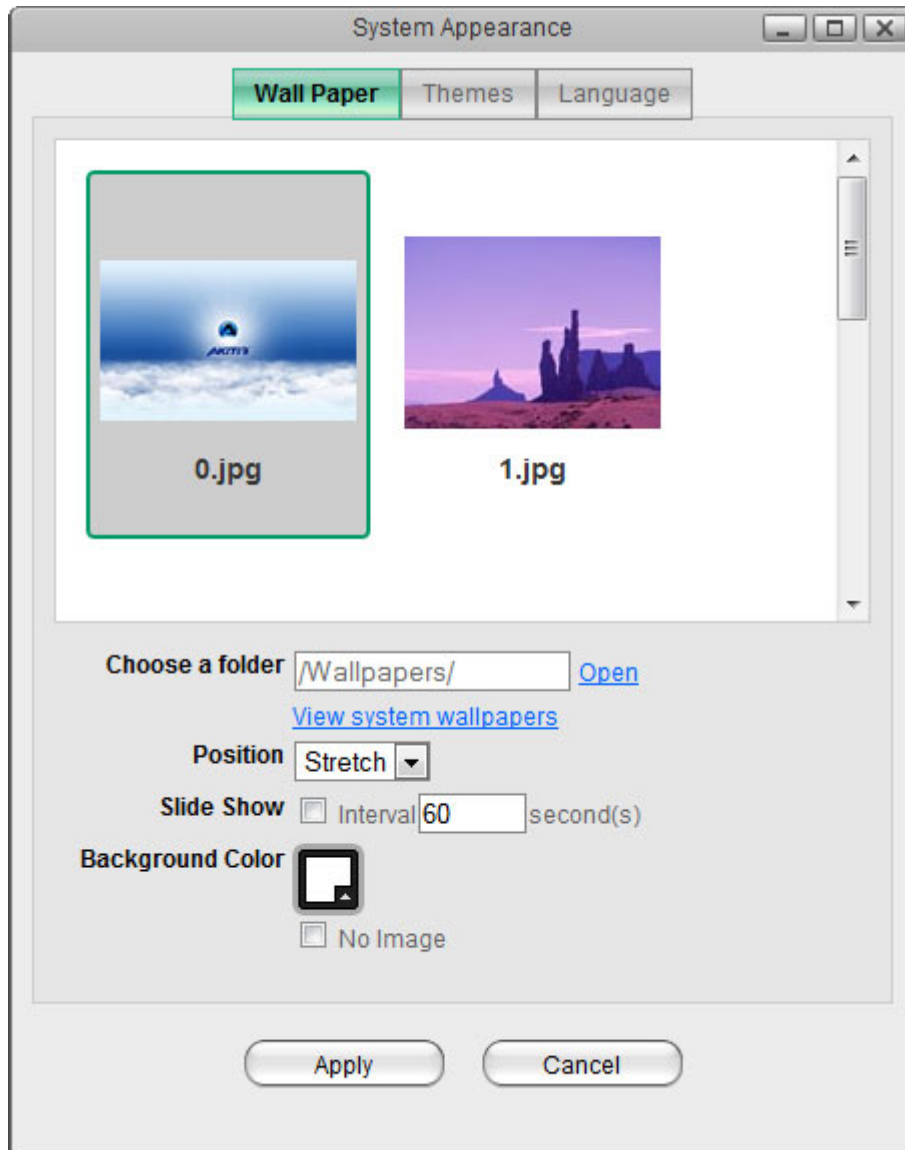 System Appearance
Wall Paper Themes Language
AKiTiO
0.jpg 1.jpg
Choose a folder /Wallpapers/ Open
View system wallpapers
Position Stretch
Slide Show Interval 60 second(s)
Background Color
No Image
Apply Cancel